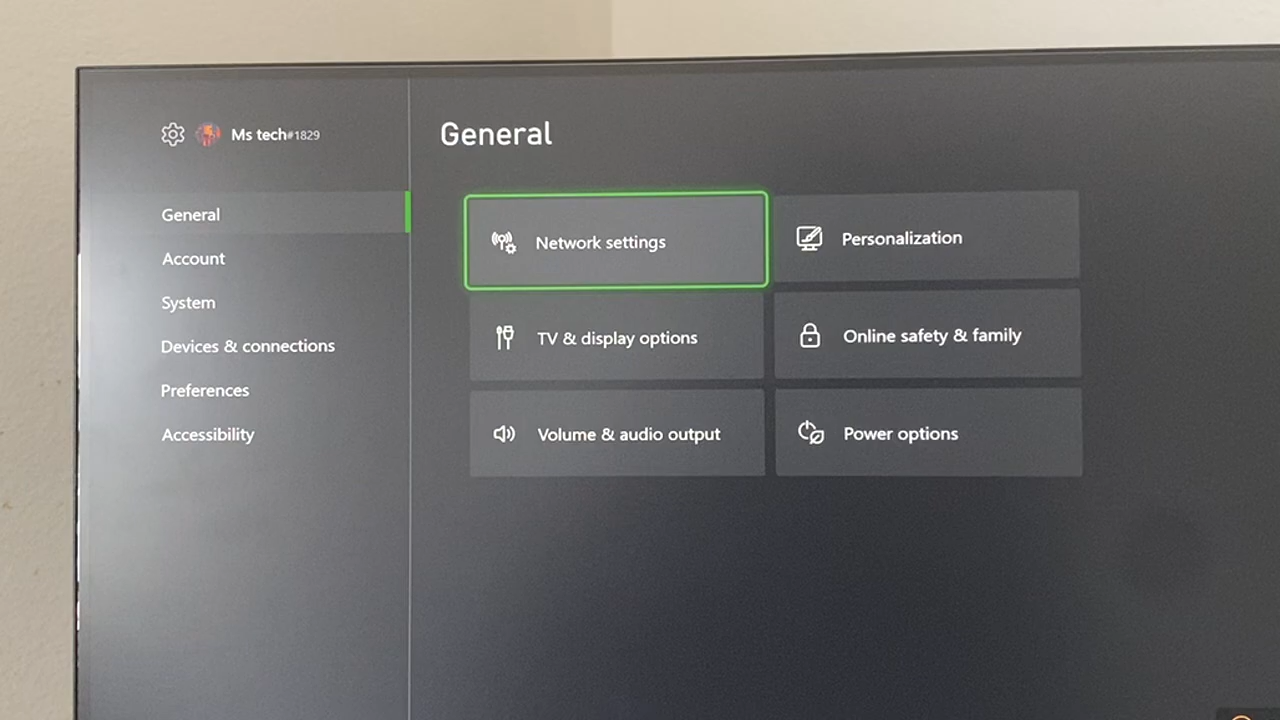 Ms tech#1829
General
Account
System
Devices & connections
Preferences
Accessibility
General
Network settings
Personalization
TV & display options
Online safety & family
Volume & audio output
Power options